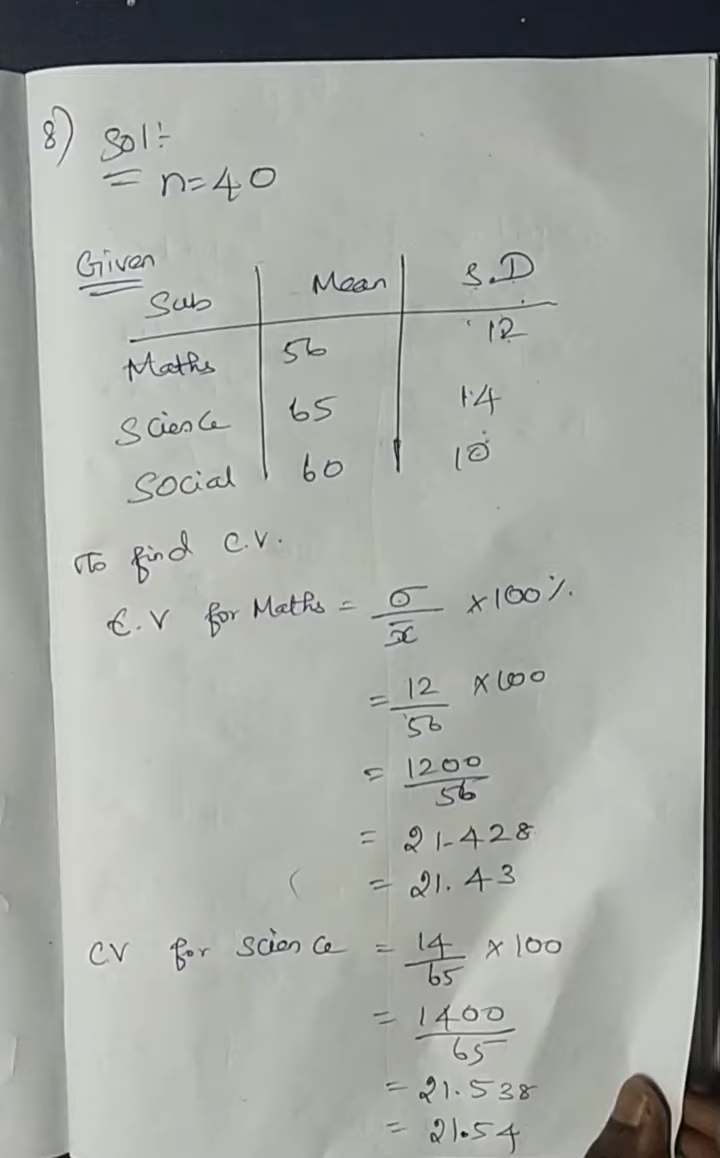 8) Sol:-
n=40
Given
Sub Mean S.D
Maths 56 12
Science 65 14
Social 60 10
To find C.V.
C.V for Maths = σ/x̄ ×100%.
= 12/56 ×100
= 1200/56
= 21.428
= 21.43
CV for science = 14/65 ×100
= 1400/65
= 21.538
= 21.54